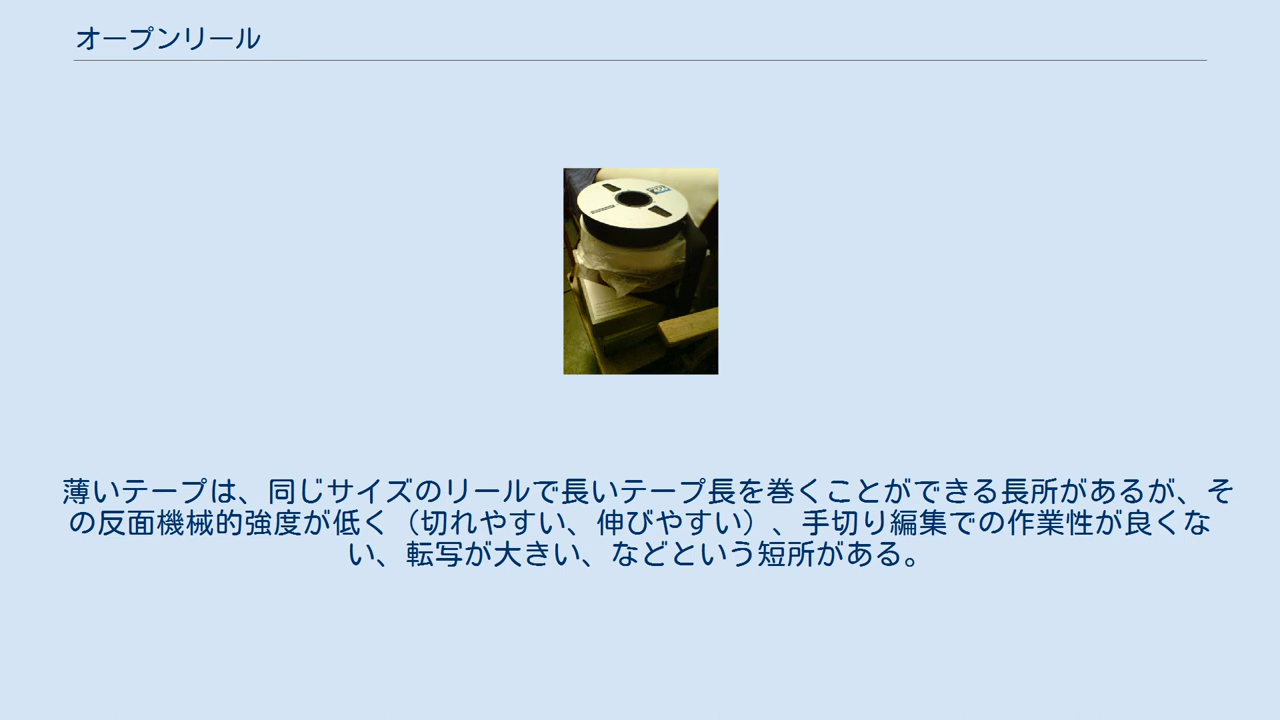 オープンリール
薄いテープは、同じサイズのリールで長いテープ長を巻くことができる長所があるが、そ
の反面機械的強度が低く（切れやすい、伸びやすい）、手切り編集での作業性が良くな
い、転写が大きい、などという短所がある。